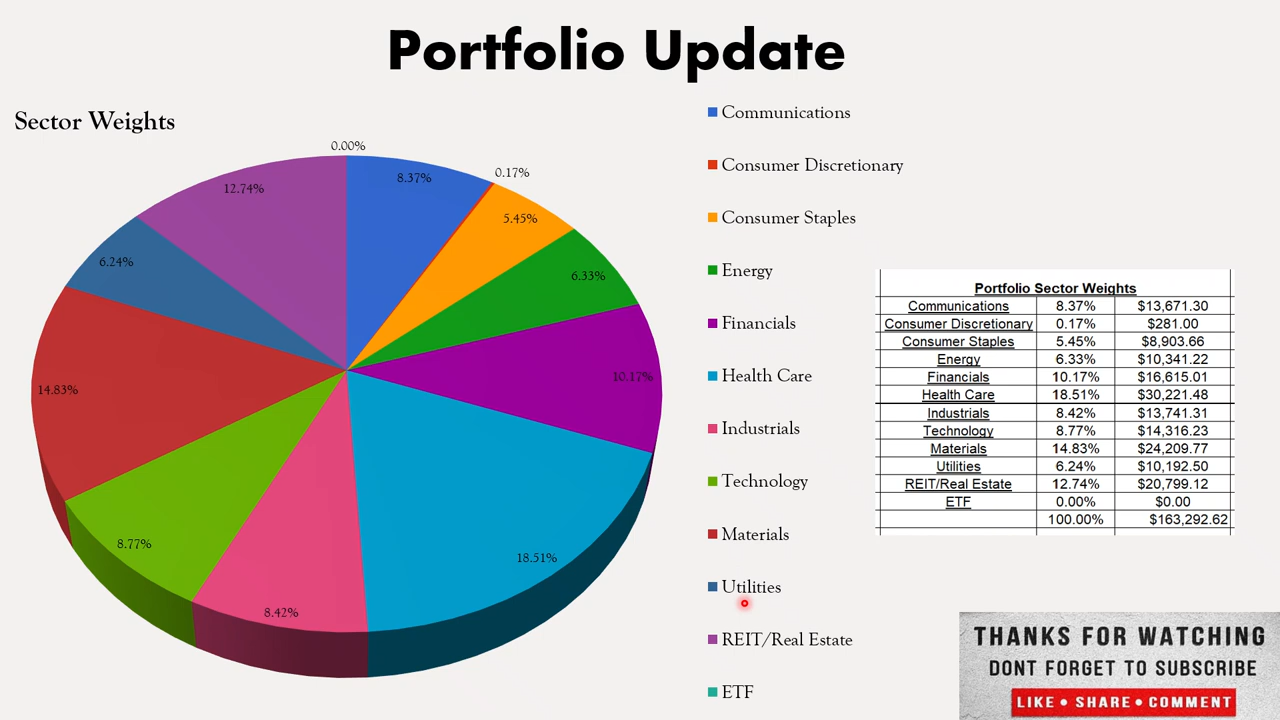 Portfolio Update
Sector Weights
0.00%
8.37%
0.17%
5.45%
6.33%
10.17%
18.51%
8.42%
8.77%
14.83%
6.24%
12.74%
Communications
Consumer Discretionary
Consumer Staples
Energy
Financials
Health Care
Industrials
Technology
Materials
Utilities
REIT/Real Estate
ETF
Portfolio Sector Weights
Communications 8.37% $13,671.30
Consumer Discretionary 0.17% $281.00
Consumer Staples 5.45% $8,903.66
Energy 6.33% $10,341.22
Financials 10.17% $16,615.01
Health Care 18.51% $30,221.48
Industrials 8.42% $13,741.31
Technology 8.77% $14,316.23
Materials 14.83% $24,209.77
Utilities 6.24% $10,192.50
REIT/Real Estate 12.74% $20,799.12
ETF 0.00% $0.00
100.00% $163,292.62
THANKS FOR WATCHING
DONT FORGET TO SUBSCRIBE
LIKE • SHARE • COMMENT